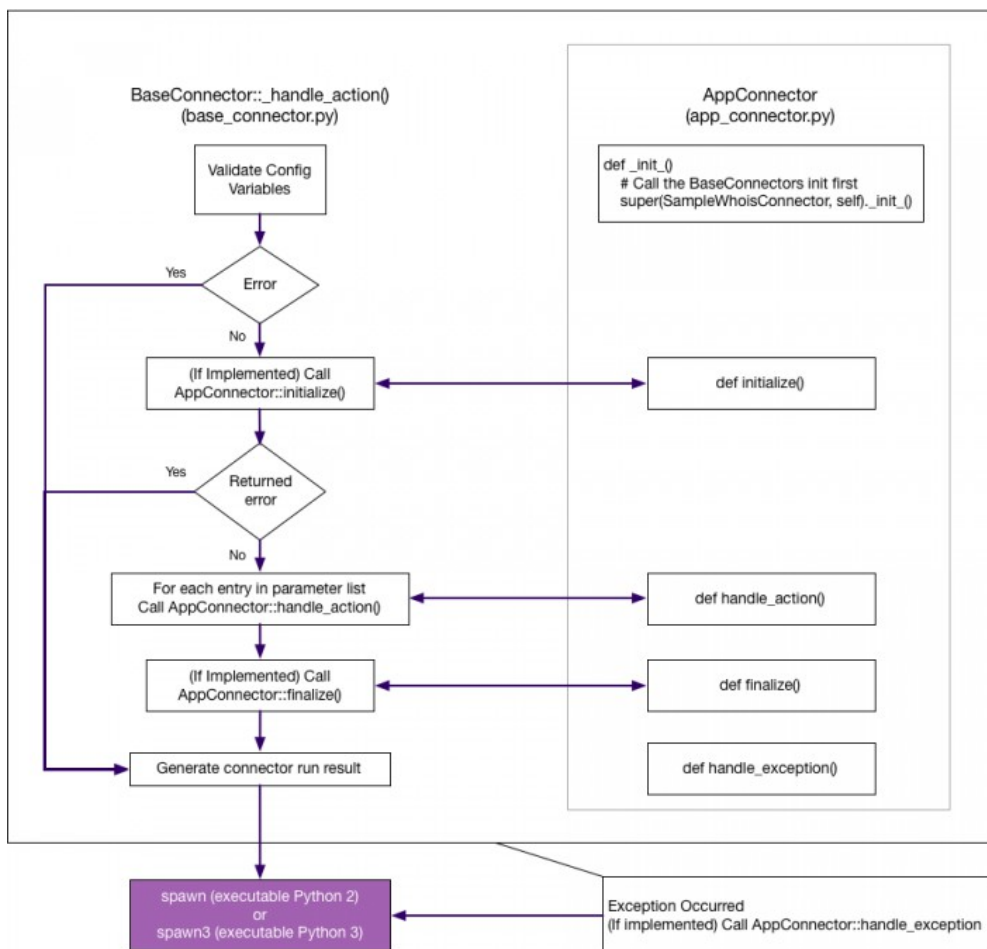 BaseConnector::_handle_action()
(base_connector.py)
AppConnector
(app_connector.py)
Validate Config
Variables
def _init_()
# Call the BaseConnectors init first
super(SampleWhoisConnector, self)._init_()
Yes
Error
No
(If Implemented) Call
AppConnector::initialize()
def initialize()
Yes
Returned
error
No
For each entry in parameter list
Call AppConnector::handle_action()
def handle_action()
(If Implemented) Call
AppConnector::finalize()
def finalize()
Generate connector run result
def handle_exception()
spawn (executable Python 2)
or
spawn3 (executable Python 3)
Exception Occurred
(If implemented) Call AppConnector::handle_exception